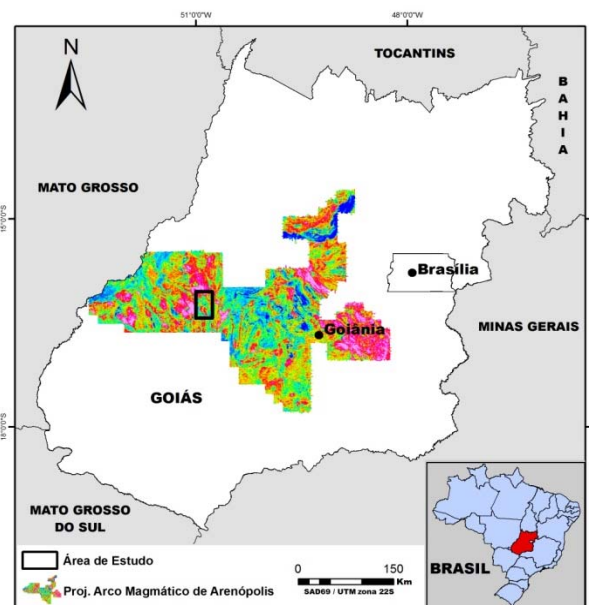 51°0'0"W
48°0'0"W
N
TOCANTINS
BAHIA
MATO GROSSO
15°0'0"S
Brasília
MINAS GERAIS
Goiânia
GOIÁS
18°0'0"S
MATO GROSSO
DO SUL
Área de Estudo
Proj. Arco Magmático de Arenópolis
0 150
Km
SAD69 / UTM zona 22S
BRASIL